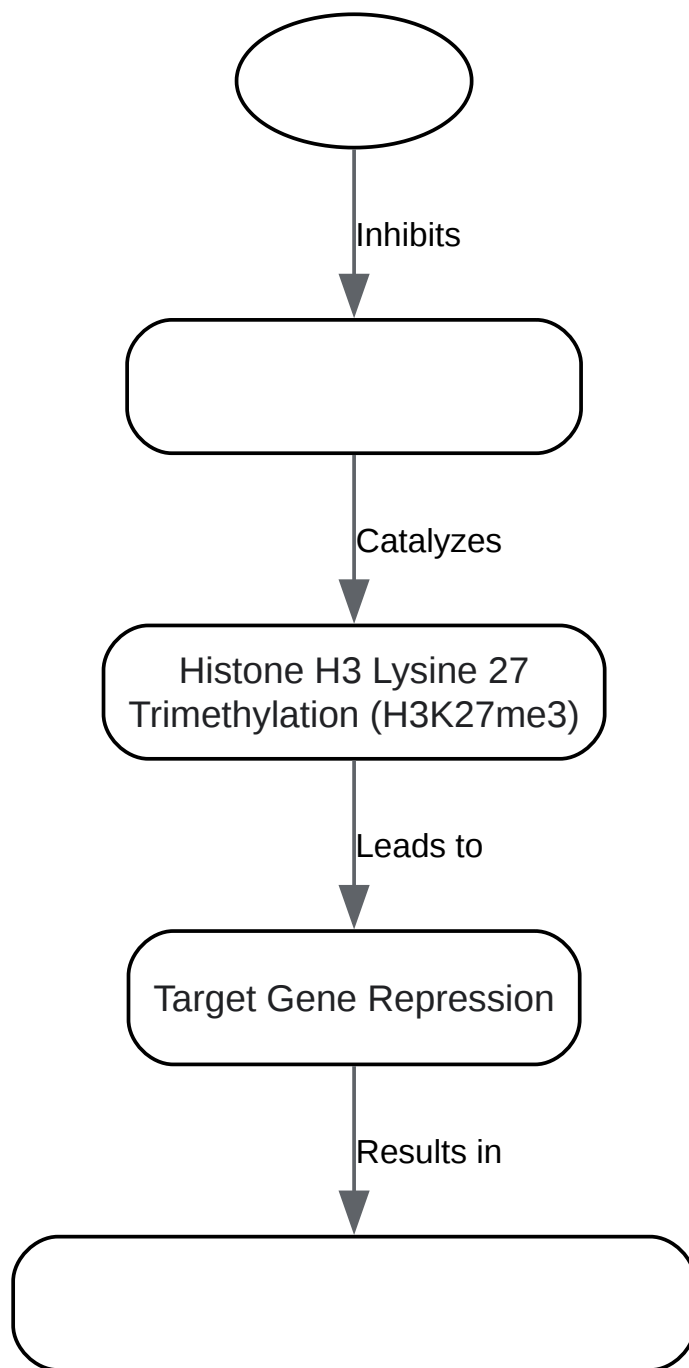 Inhibits
Catalyzes
Histone H3 Lysine 27
Trimethylation (H3K27me3)
Leads to
Target Gene Repression
Results in